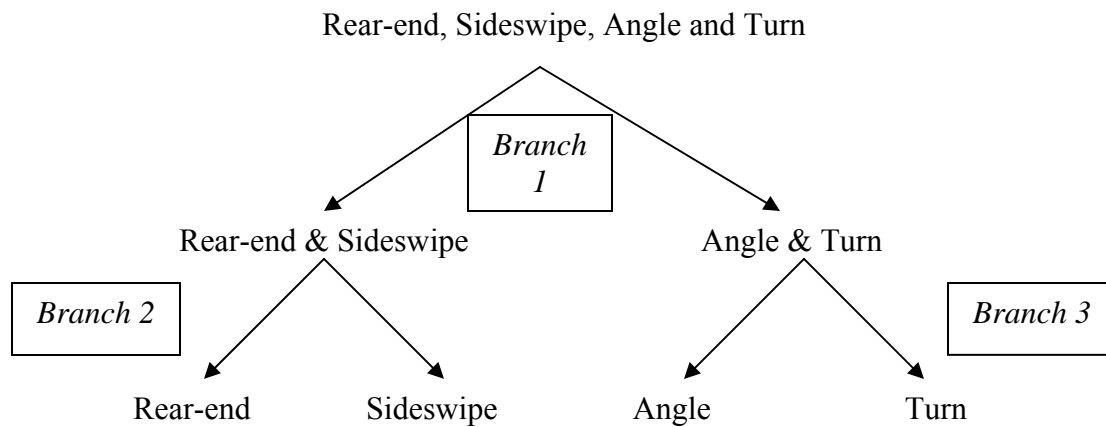 Rear-end, Sideswipe, Angle and Turn
Branch
1
Rear-end & Sideswipe
Angle & Turn
Branch 2
Branch 3
Rear-end
Sideswipe
Angle
Turn